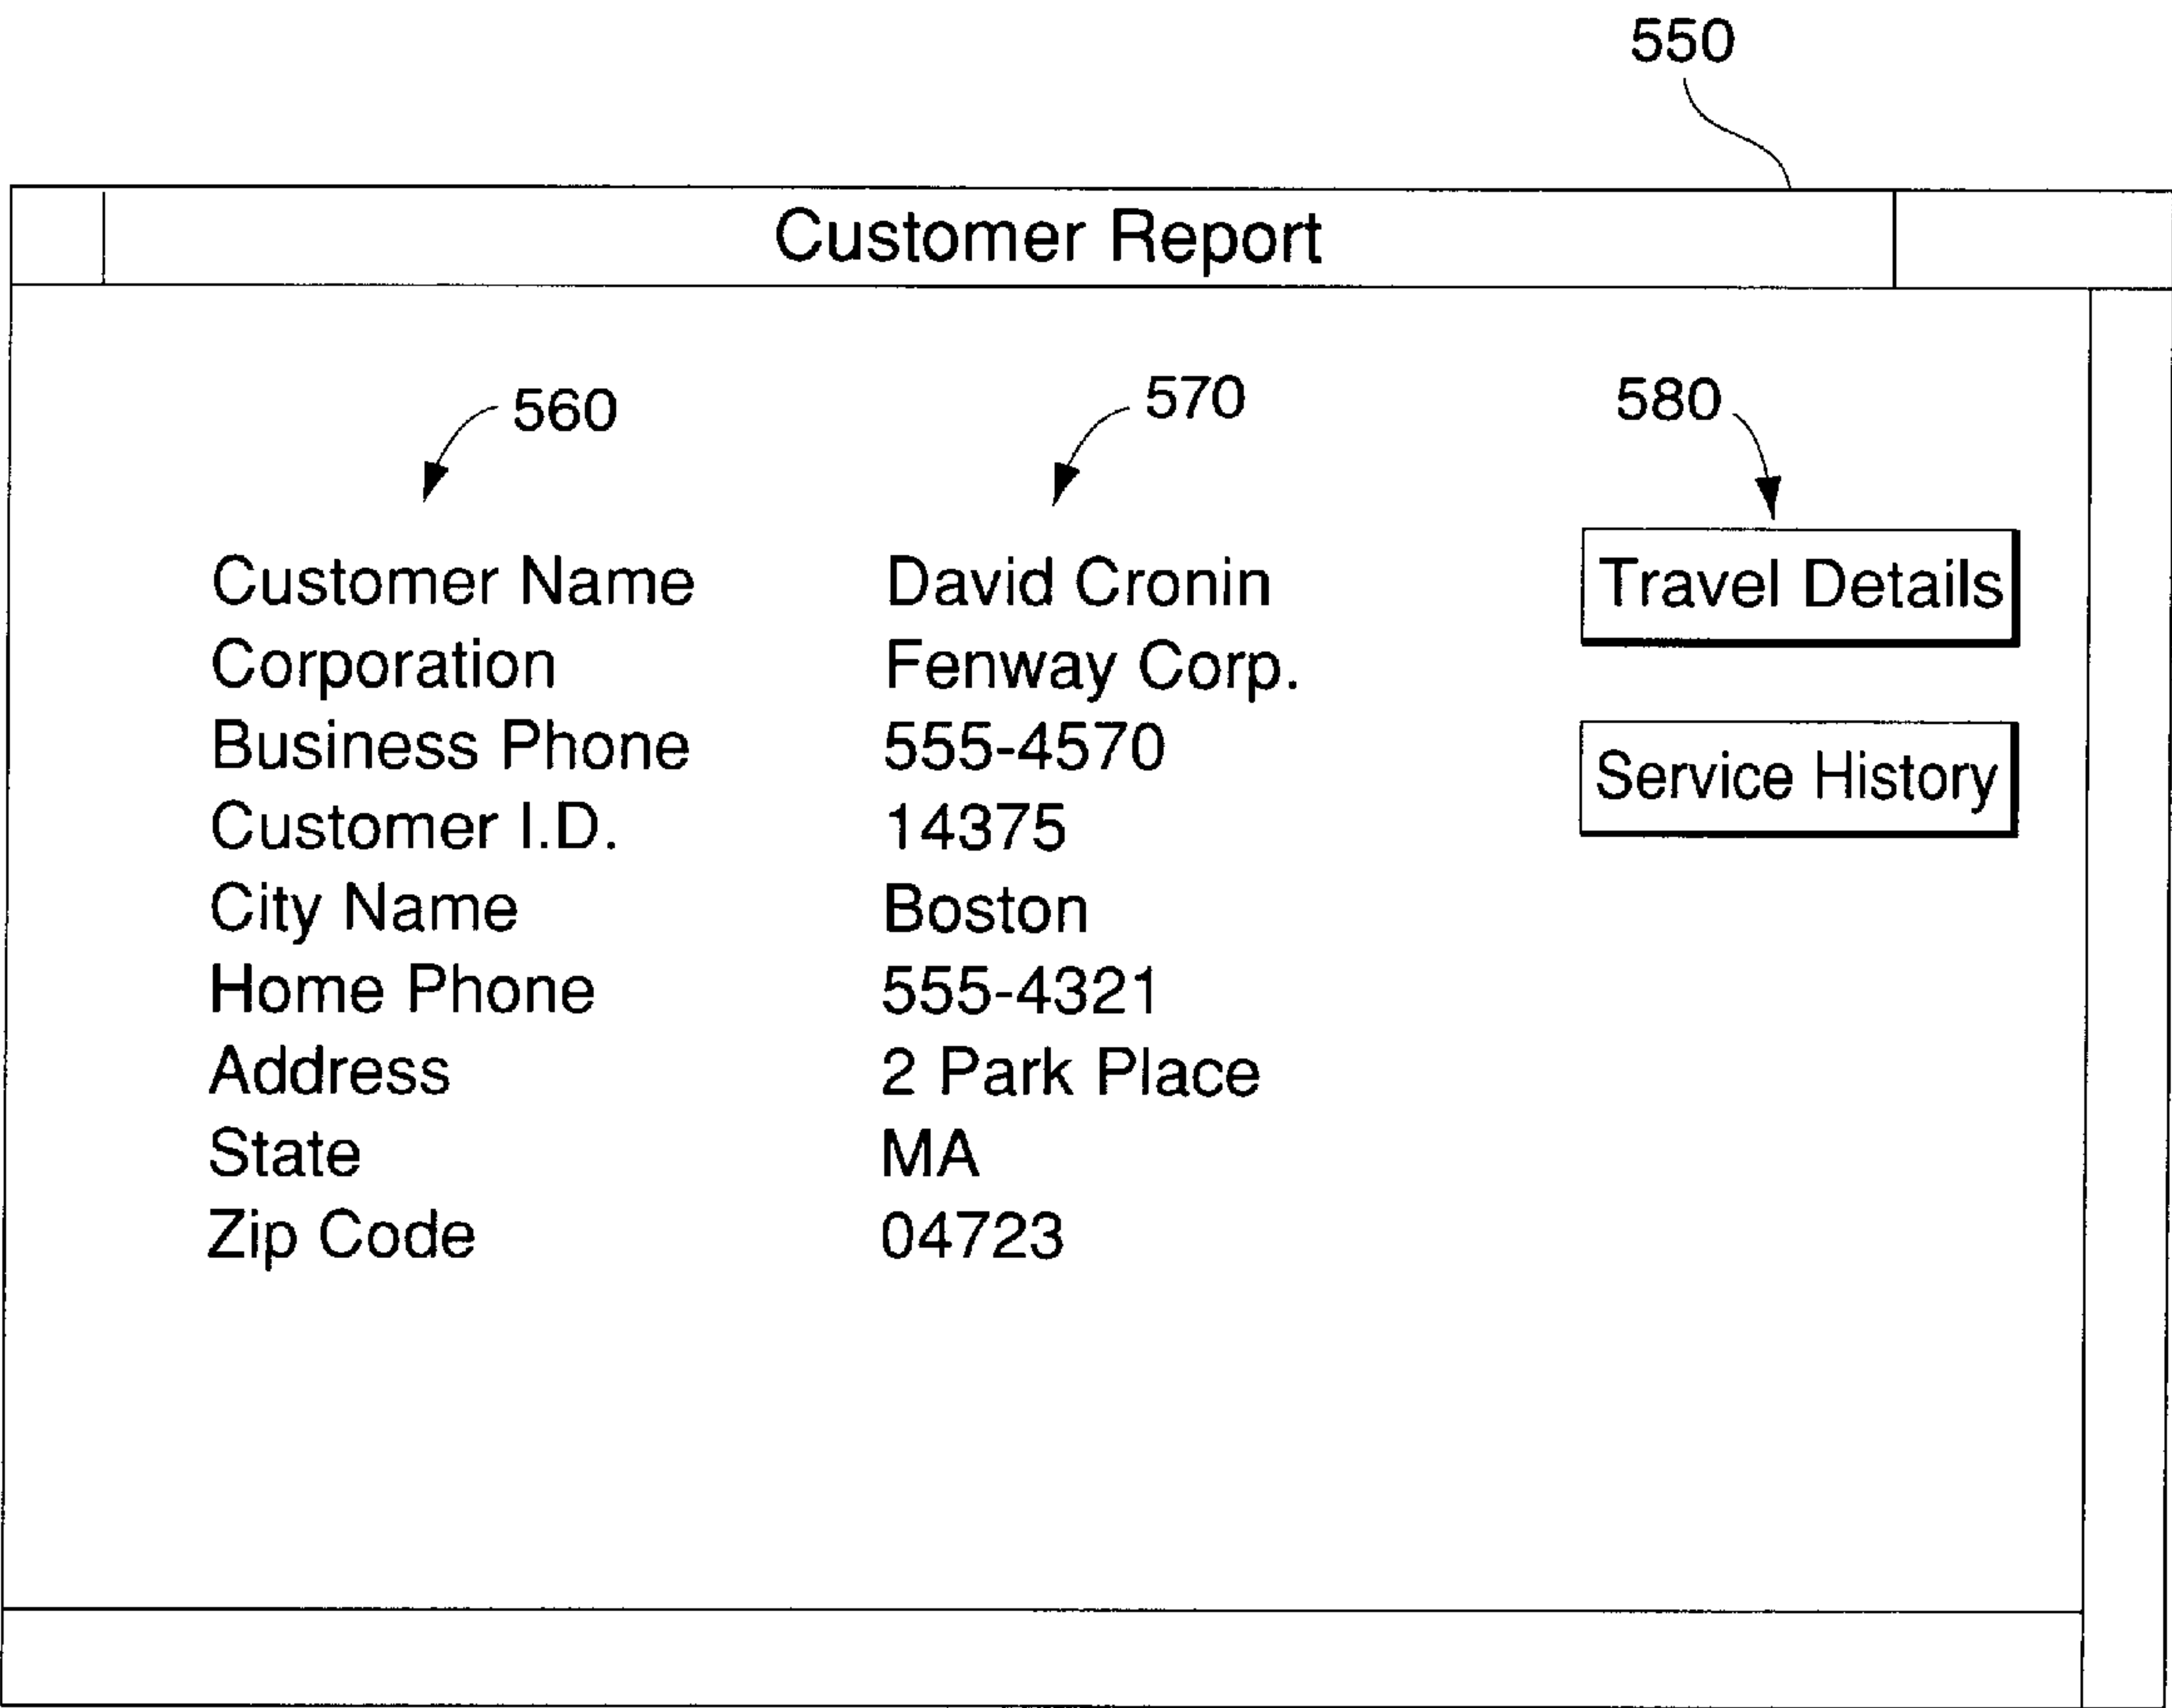 550
Customer Report
560 570 580
Customer Name David Cronin Travel Details
Corporation Fenway Corp.
Business Phone 555-4570 Service History
Customer I.D. 14375
City Name Boston
Home Phone 555-4321
Address 2 Park Place
State MA
Zip Code 04723